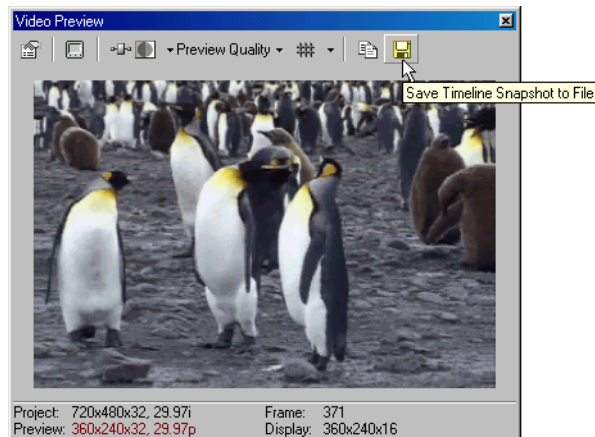 Video Preview
Preview Quality
Save Timeline Snapshot to File
Project: 720x480x32, 29.97i Frame: 371
Preview: 360x240x32, 29.97p Display: 360x240x16